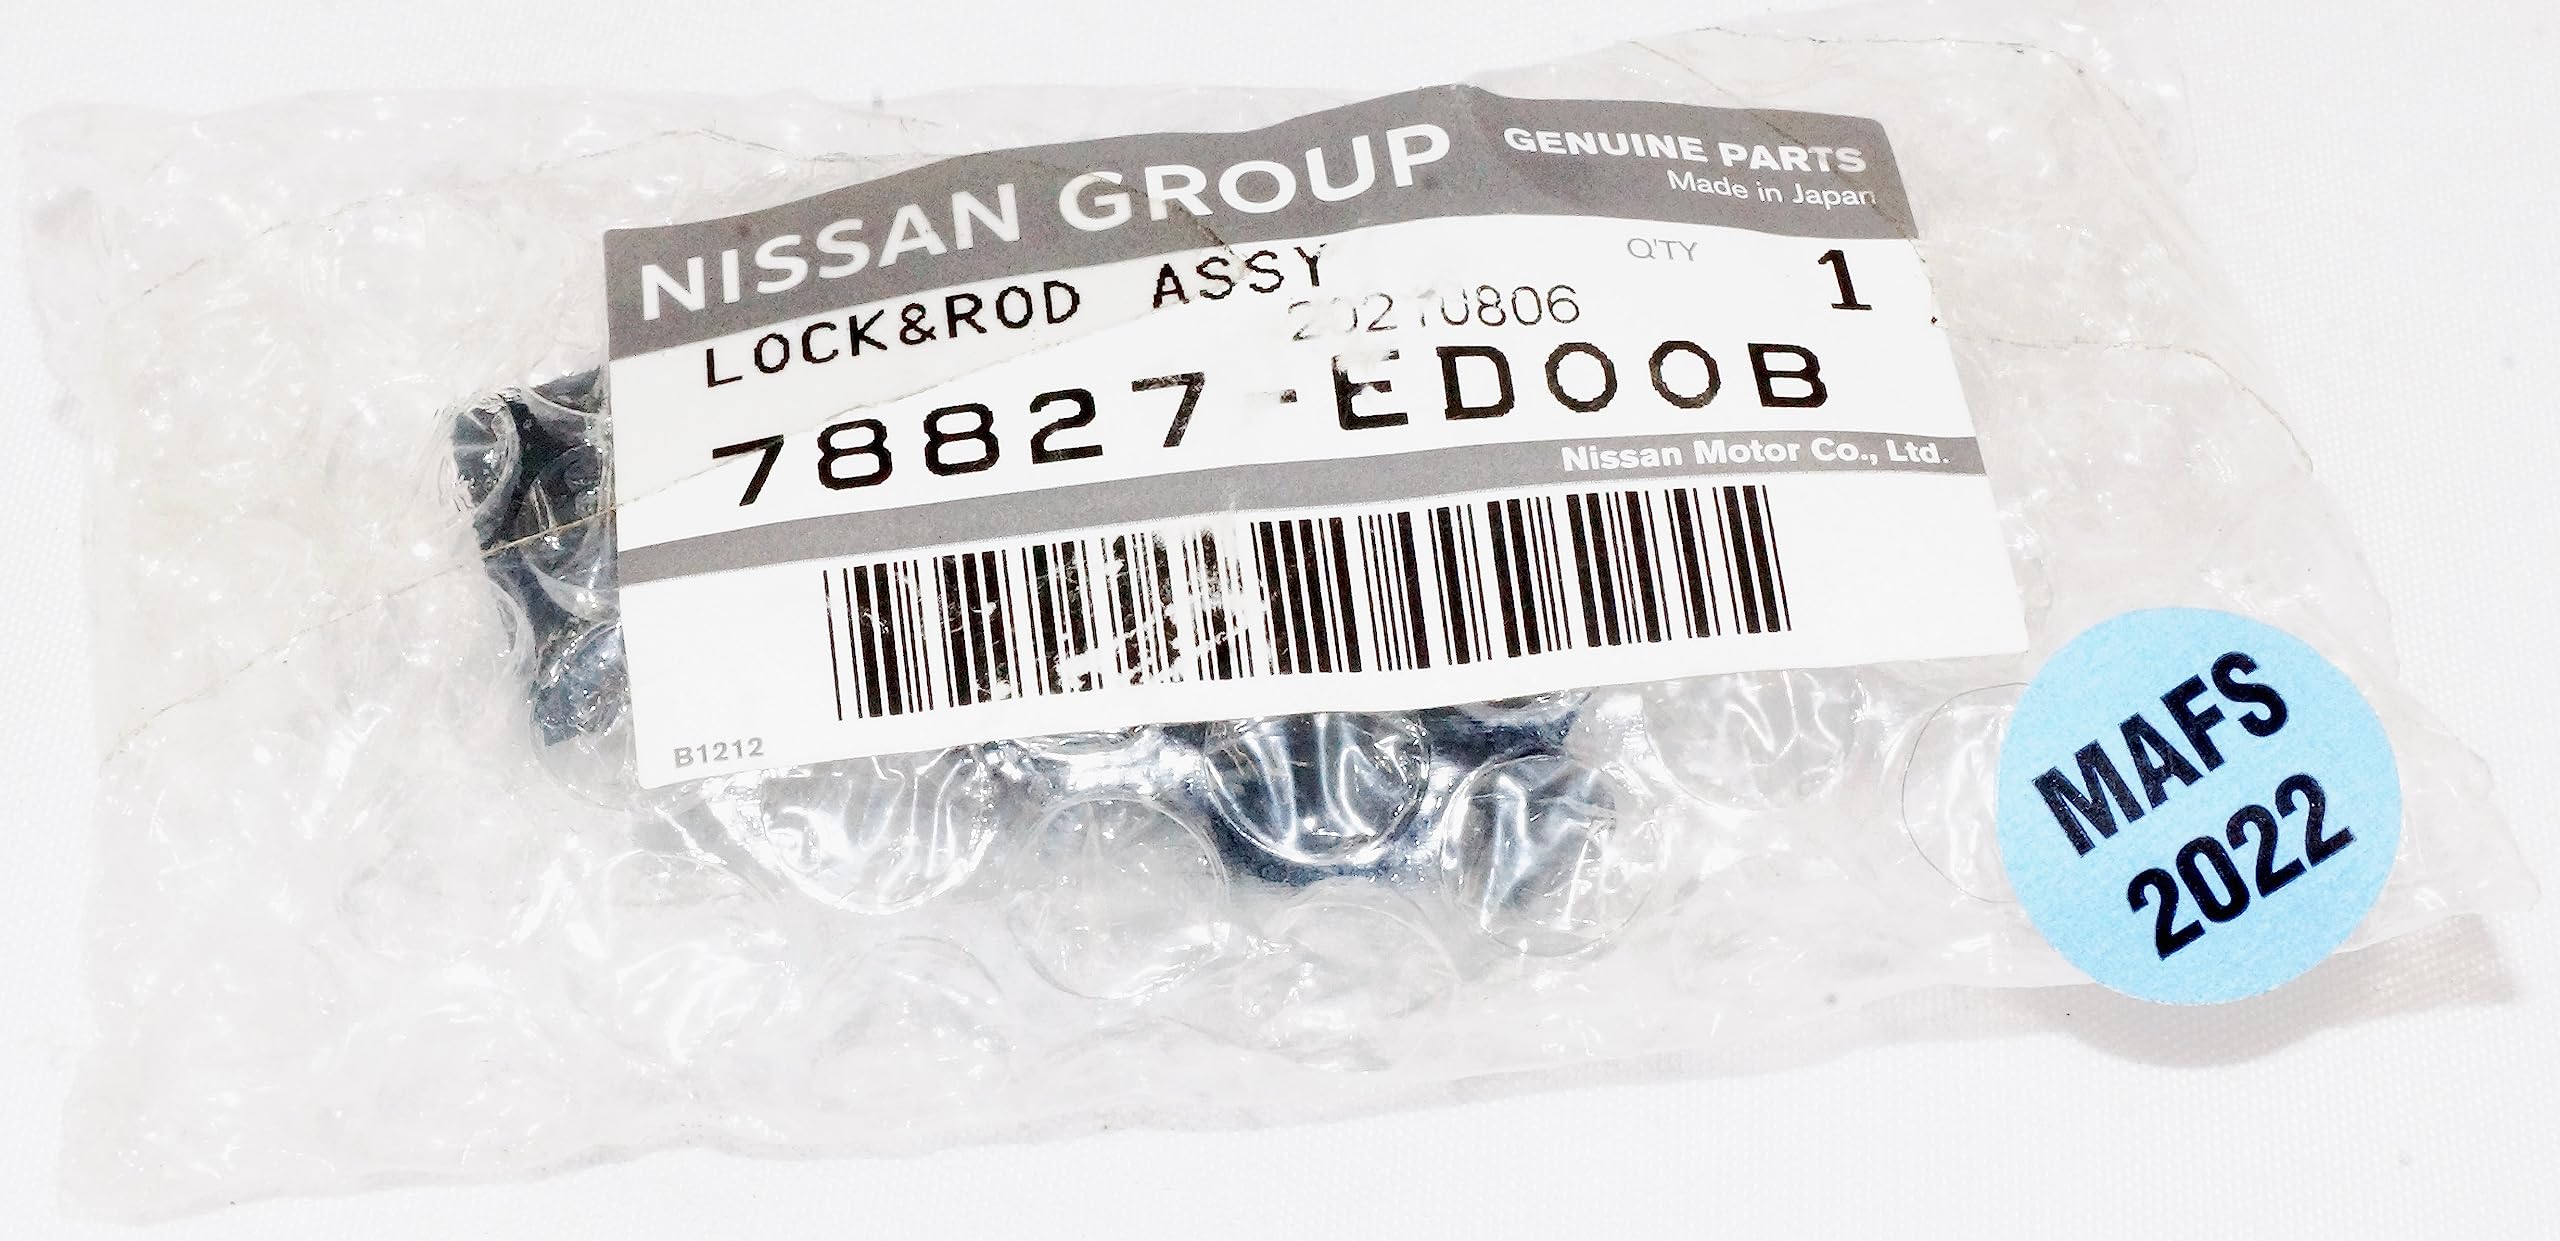 NISSAN GROUP
GENUINE PARTS
Made in Japan
LOCK&ROD ASSY
Q'TY 1
20210806
78827-ED00B
Nissan Motor Co., Ltd.
B1212
MAFS
2022